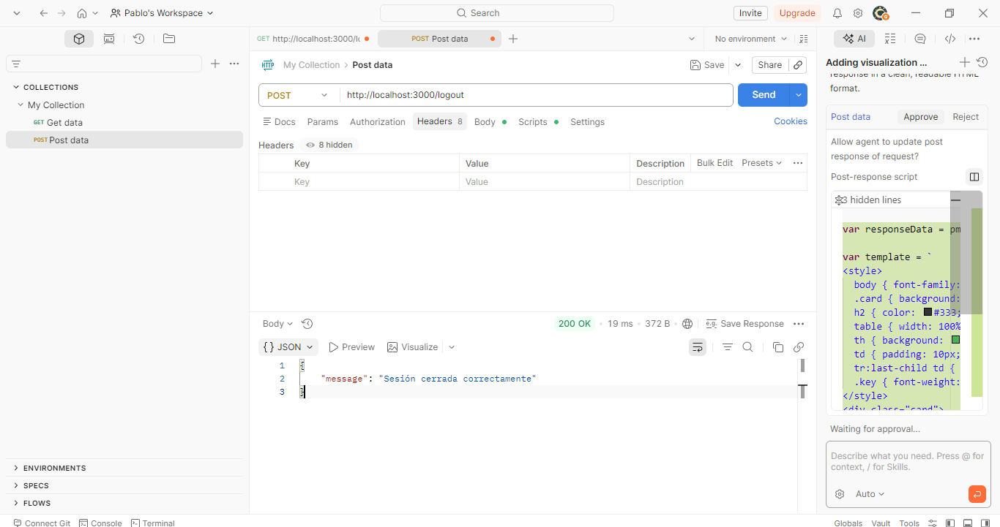 Pablo's Workspace
Search
Invite
Upgrade
GET http://localhost:3000/l
POST Post data
No environment
AI
My Collection > Post data
Save
Share
Adding visualization ...
response in a clean, readable HTML
format.
COLLECTIONS
My Collection
GET Get data
POST Post data
POST
http://localhost:3000/logout
Send
Docs
Params
Authorization
Headers 8
Body
Scripts
Settings
Cookies
Headers
8 hidden
Key
Value
Description
Bulk Edit
Presets
Key
Value
Description
Post data
Approve
Reject
Allow agent to update post
response of request?
Post-response script
3 hidden lines
var responseData = pm
var template = `
<style>
body { font-family:
.card { background:
h2 { color: #333;
table { width: 100%
th { background:
td { padding: 10px;
tr:last-child td {
.key { font-weight:
</style>
<div class="card">
Waiting for approval...
Describe what you need. Press @ for
context, / for Skills.
Auto
Body
200 OK
19 ms
372 B
e.g. Save Response
{} JSON
Preview
Visualize
1 {
2 "message": "Sesión cerrada correctamente"
3 }
ENVIRONMENTS
SPECS
FLOWS
Connect Git
Console
Terminal
Globals
Vault
Tools